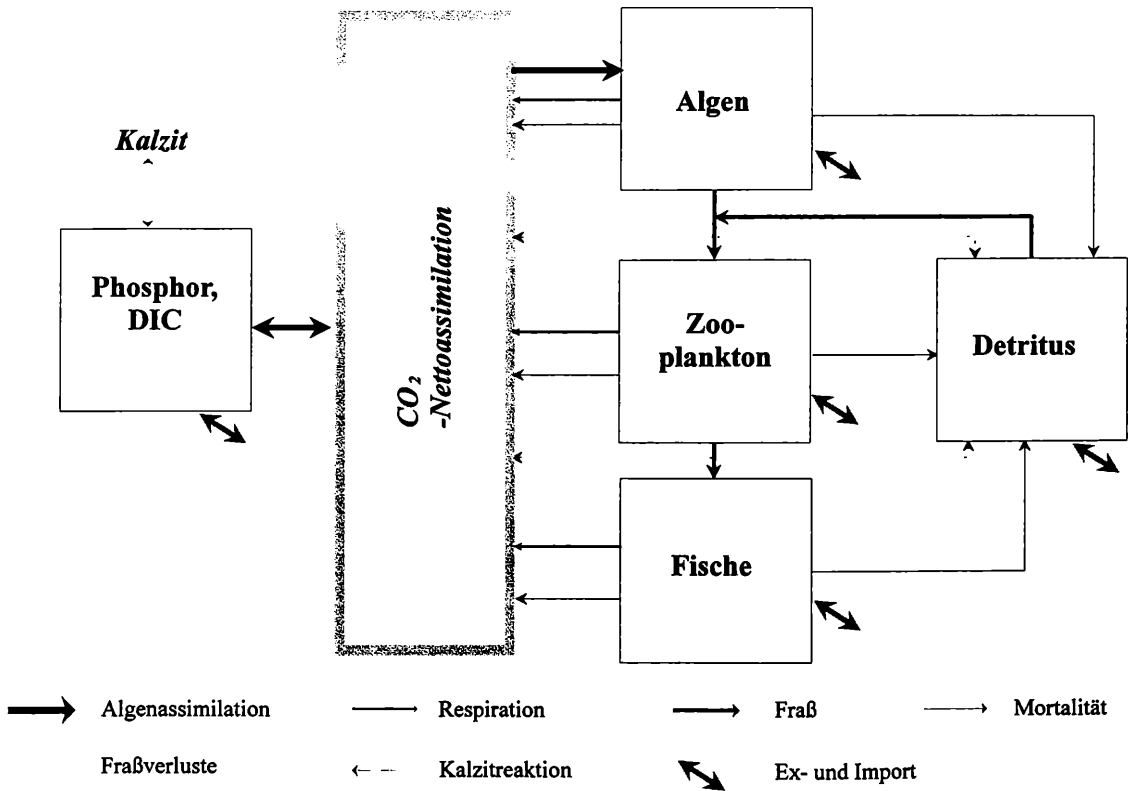 Algen
Kalzit
Phosphor,
DIC
CO₂
-Nettoassimilation
Zoo-
plankton
Detritus
Fische
Algenassimilation
Respiration
Fraß
Mortalität
Fraßverluste
Kalzitreaktion
Ex- und Import